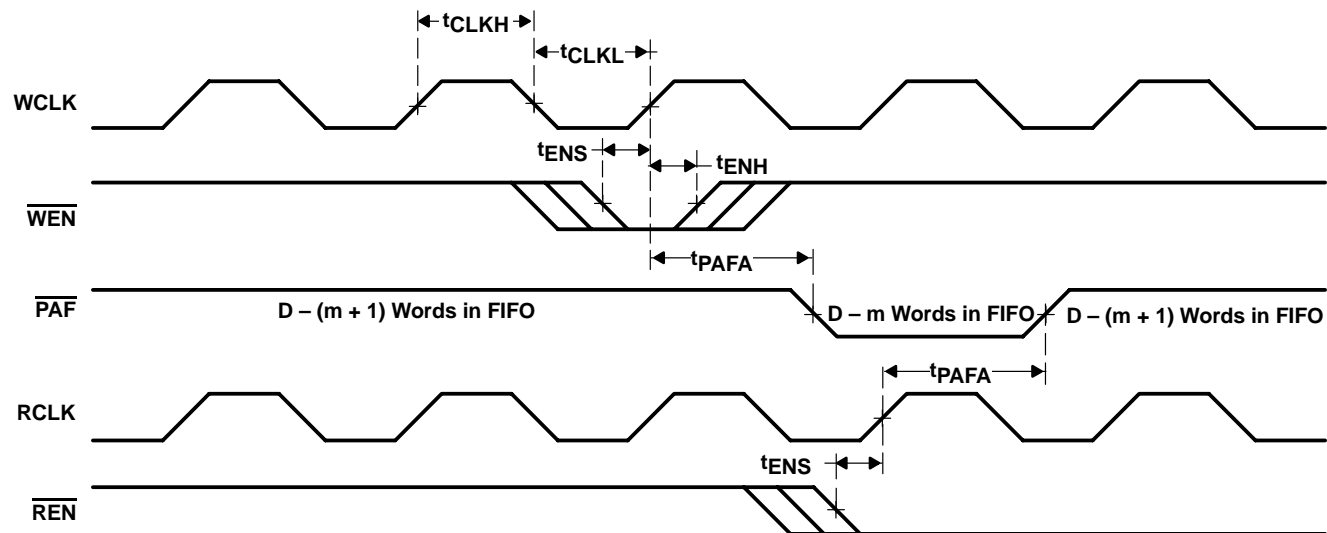 tCLKH
tCLKL
WCLK
tENS
tENH
WEN
tPAFA
PAF
D – (m + 1) Words in FIFO
D – m Words in FIFO
D – (m + 1) Words in FIFO
tPAFA
RCLK
tENS
REN